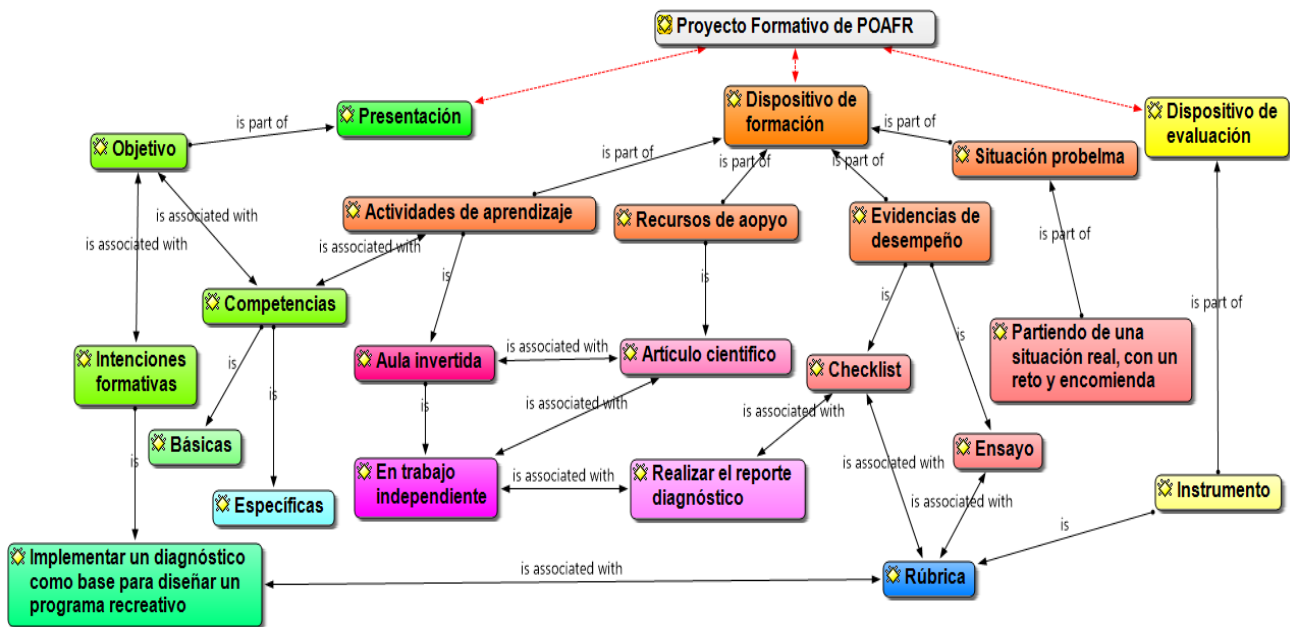 Proyecto Formativo de POAFR
Presentación
Dispositivo de
formación
Dispositivo de
evaluación
is part of
Objetivo
is part of
is part of
is part of
is part of
Situación probelma
is associated with
is associated with
Actividades de aprendizaje
Recursos de aopyo
Evidencias de
desempeño
is associated with
is part of
is
is
is
is
is part of
Competencias
Intenciones
formativas
is
is
Aula invertida
is associated with
Artículo cientifico
Checklist
Partiendo de una
situación real, con un
reto y encomienda
is
is associated with
is associated with
Básicas
is
En trabajo
independiente
is associated with
Realizar el reporte
diagnóstico
is associated with
Ensayo
Específicas
is associated with
Instrumento
is
Implementar un diagnóstico
como base para diseñar un
programa recreativo
is associated with
Rúbrica